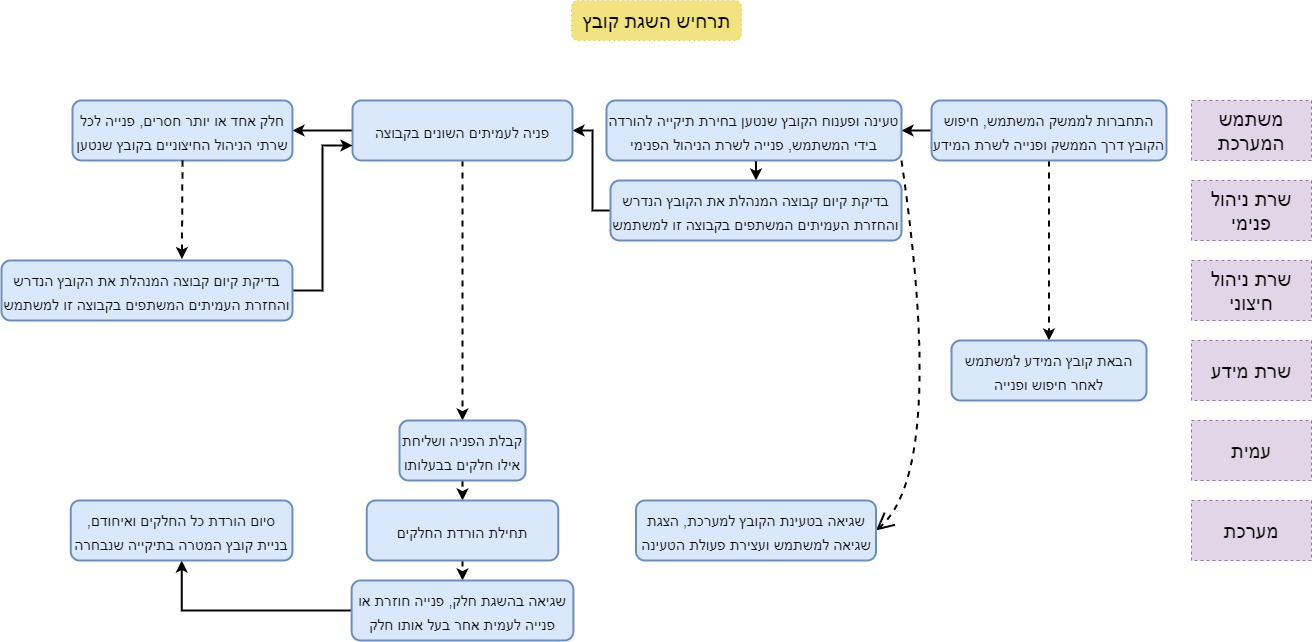 תרחיש השגת קובץ
משתמש
המערכת
התחברות לממשק המשתמש, חיפוש
הקובץ דרך הממשק ופנייה לשרת המידע
טעינה ופענוח הקובץ שנטען בחירת תיקייה להורדה
בידי המשתמש, פנייה לשרת הניהול הפנימי
פניה לעמיתים השונים בקבוצה
חלק אחד או יותר חסרים, פנייה לכל
שרתי הניהול החיצוניים בקובץ שנטען
שרת ניהול
פנימי
בדיקת קיום קבוצה המנהלת את הקובץ הנדרש
והחזרת העמיתים המשתפים בקבוצה זו למשתמש
שרת ניהול
חיצוני
בדיקת קיום קבוצה המנהלת את הקובץ הנדרש
והחזרת העמיתים המשתפים בקבוצה זו למשתמש
שרת מידע
הבאת קובץ המידע למשתמש
לאחר חיפוש ופנייה
עמית
קבלת הפניה ושליחת
אילו חלקים בבעלותו
מערכת
שגיאה בטעינת הקובץ למערכת, הצגת
שגיאה למשתמש ועצירת פעולת הטעינה
תחילת הורדת החלקים
סיום הורדת כל החלקים ואיחודם,
בניית קובץ המטרה בתיקייה שנבחרה
שגיאה בהשגת חלק, פנייה חוזרת או
פנייה לעמית אחר בעל אותו חלק